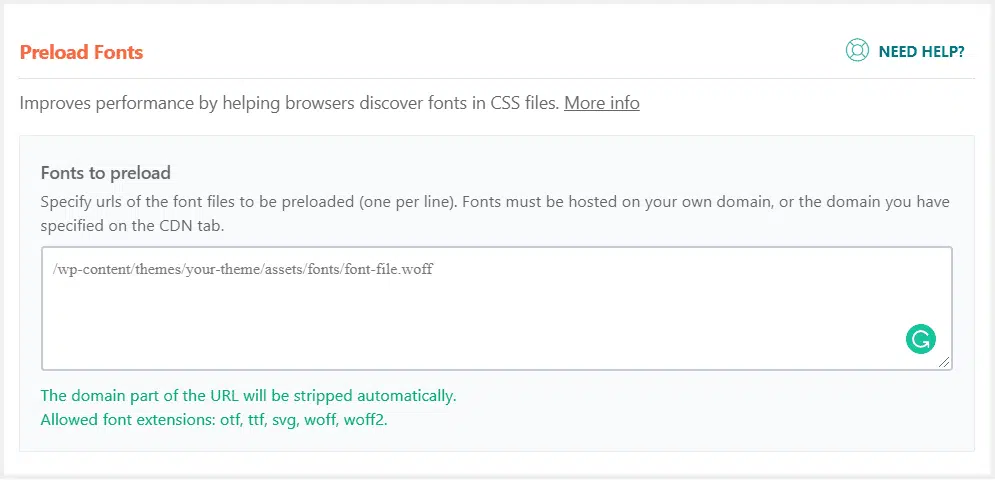 Preload Fonts
NEED HELP?
Improves performance by helping browsers discover fonts in CSS files. More info
Fonts to preload
Specify urls of the font files to be preloaded (one per line). Fonts must be hosted on your own domain, or the domain you have
specified on the CDN tab.
/wp-content/themes/your-theme/assets/fonts/font-file.woff
The domain part of the URL will be stripped automatically.
Allowed font extensions: otf, ttf, svg, woff, woff2.